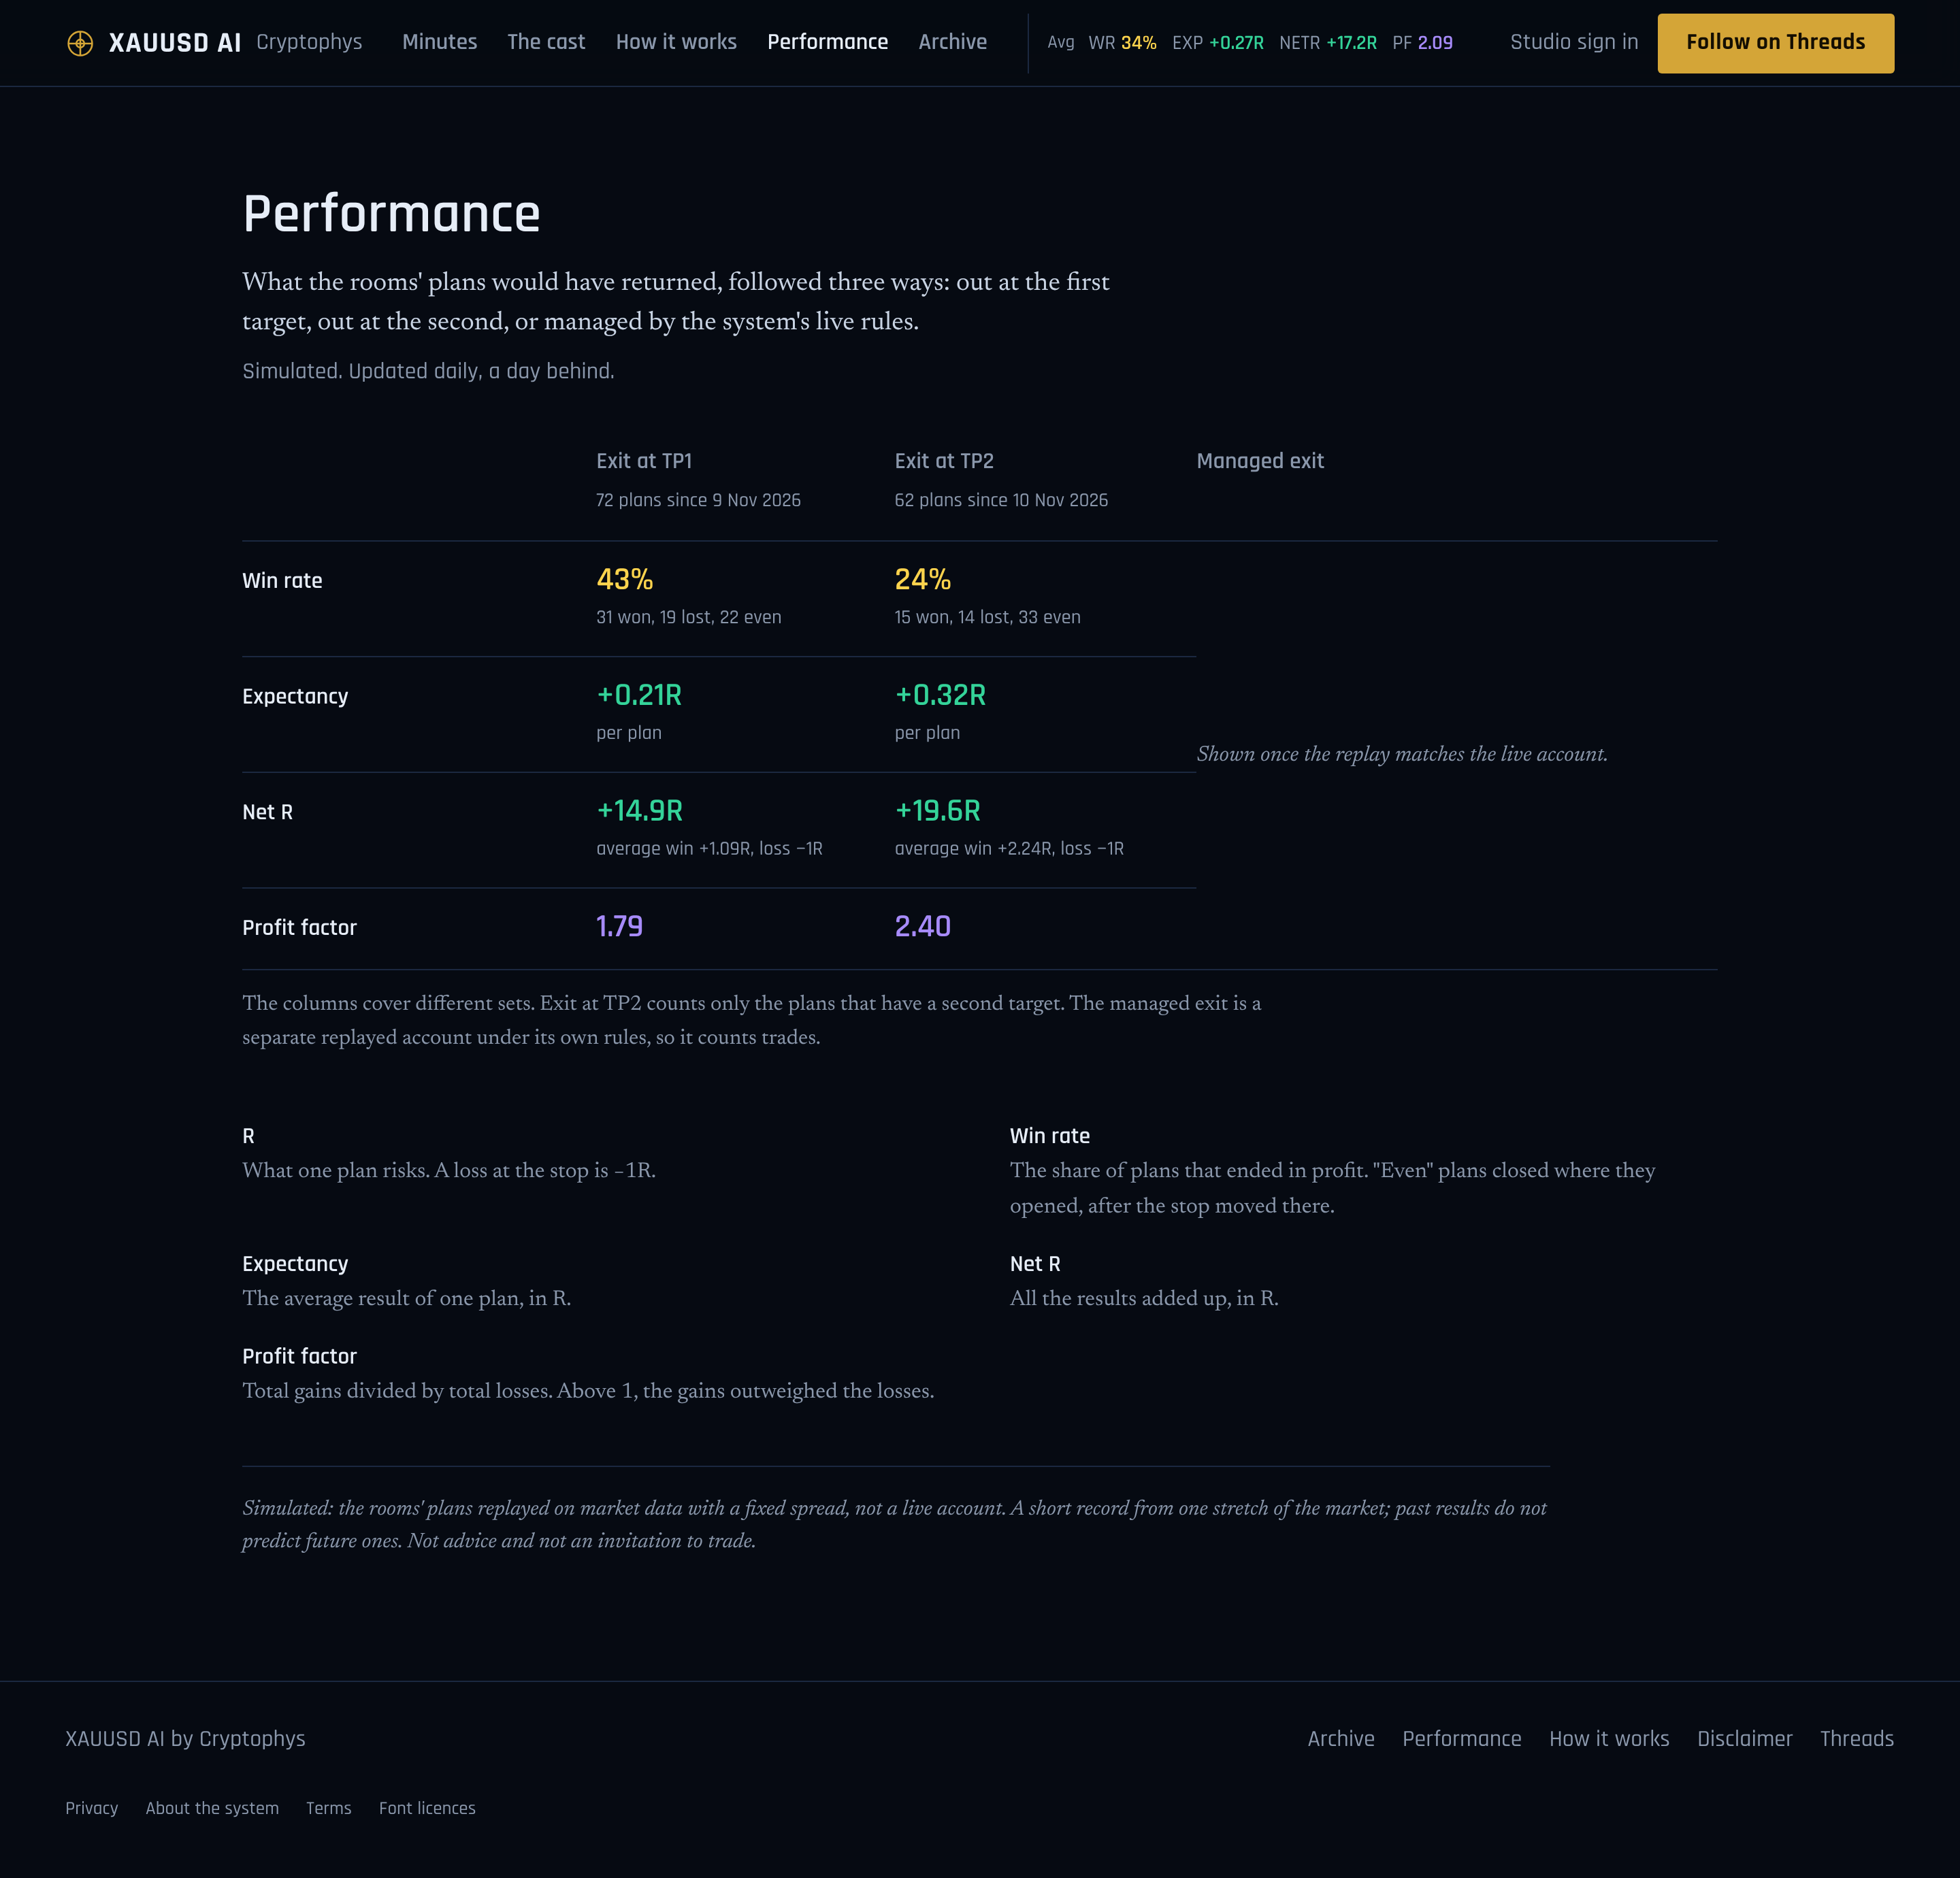 XAUUSD AI Cryptophys Minutes The cast How it works Performance Archive Avg WR 34% EXP +0.27R NETR +17.2R PF 2.09 Studio sign in Follow on Threads
Performance
What the rooms' plans would have returned, followed three ways: out at the first
target, out at the second, or managed by the system's live rules.
Simulated. Updated daily, a day behind.
Exit at TP1 Exit at TP2 Managed exit
72 plans since 9 Nov 2026 62 plans since 10 Nov 2026
Win rate 43% 24%
31 won, 19 lost, 22 even 15 won, 14 lost, 33 even
Expectancy +0.21R +0.32R
per plan per plan
Shown once the replay matches the live account.
Net R +14.9R +19.6R
average win +1.09R, loss −1R average win +2.24R, loss −1R
Profit factor 1.79 2.40
The columns cover different sets. Exit at TP2 counts only the plans that have a second target. The managed exit is a
separate replayed account under its own rules, so it counts trades.
R
What one plan risks. A loss at the stop is −1R.
Win rate
The share of plans that ended in profit. "Even" plans closed where they
opened, after the stop moved there.
Expectancy
The average result of one plan, in R.
Net R
All the results added up, in R.
Profit factor
Total gains divided by total losses. Above 1, the gains outweighed the losses.
Simulated: the rooms' plans replayed on market data with a fixed spread, not a live account. A short record from one stretch of the market; past results do not
predict future ones. Not advice and not an invitation to trade.
XAUUSD AI by Cryptophys Archive Performance How it works Disclaimer Threads
Privacy About the system Terms Font licences